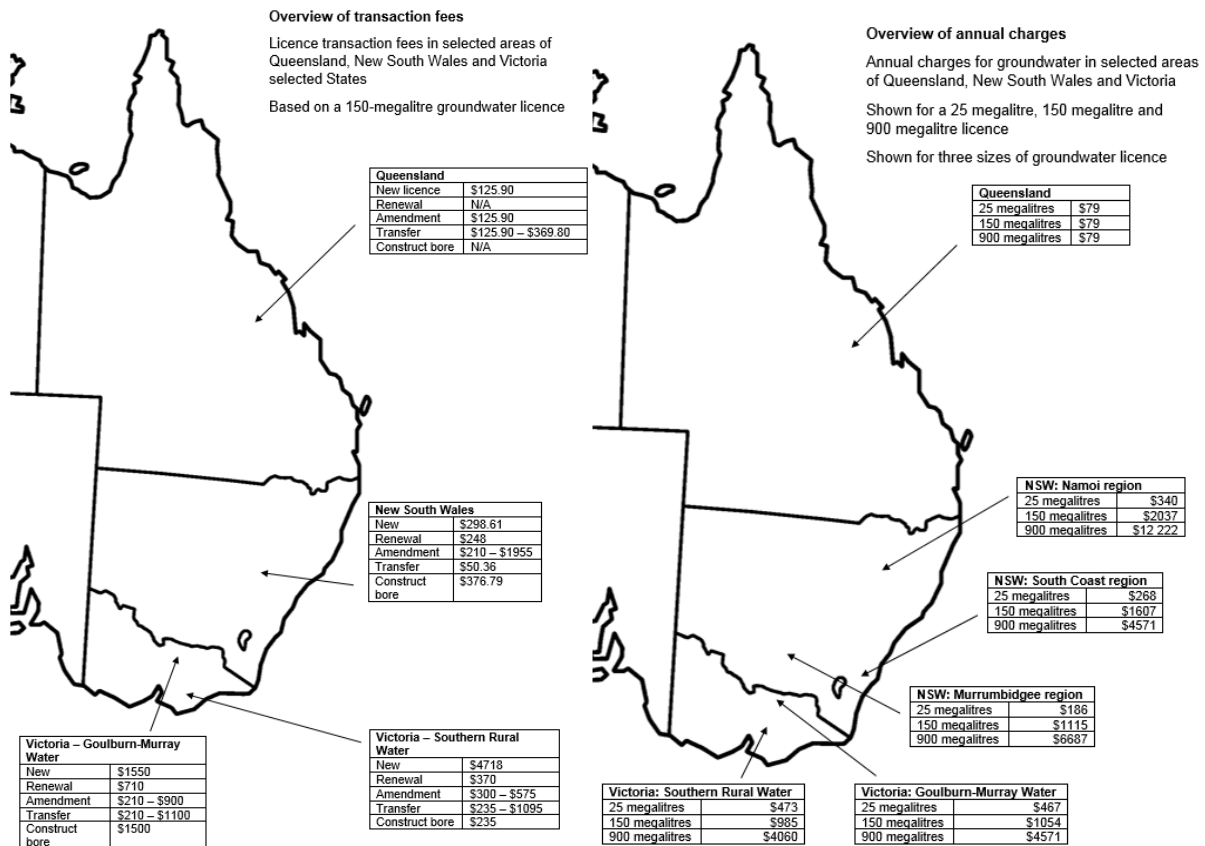 Overview of transaction fees
Licence transaction fees in selected areas of
Queensland, New South Wales and Victoria
selected States
Based on a 150-megalitre groundwater licence
Queensland
New licence $125.90
Renewal N/A
Amendment $125.90
Transfer $125.90 – $369.80
Construct bore N/A
New South Wales
New $298.61
Renewal $248
Amendment $210 – $1955
Transfer $50.36
Construct $376.79
bore
Victoria – Goulburn-Murray
Water
New $1550
Renewal $710
Amendment $210 – $900
Transfer $210 – $1100
Construct $1500
bore
Victoria – Southern Rural
Water
New $4718
Renewal $370
Amendment $300 – $575
Transfer $235 – $1095
Construct bore $235
Overview of annual charges
Annual charges for groundwater in selected areas
of Queensland, New South Wales and Victoria
Shown for a 25 megalitre, 150 megalitre and
900 megalitre licence
Shown for three sizes of groundwater licence
Queensland
25 megalitres $79
150 megalitres $79
900 megalitres $79
NSW: Namoi region
25 megalitres $340
150 megalitres $2037
900 megalitres $12 222
NSW: South Coast region
25 megalitres $268
150 megalitres $1607
900 megalitres $4571
NSW: Murrumbidgee region
25 megalitres $186
150 megalitres $1115
900 megalitres $6687
Victoria: Southern Rural Water
25 megalitres $473
150 megalitres $985
900 megalitres $4060
Victoria: Goulburn-Murray Water
25 megalitres $467
150 megalitres $1054
900 megalitres $4571